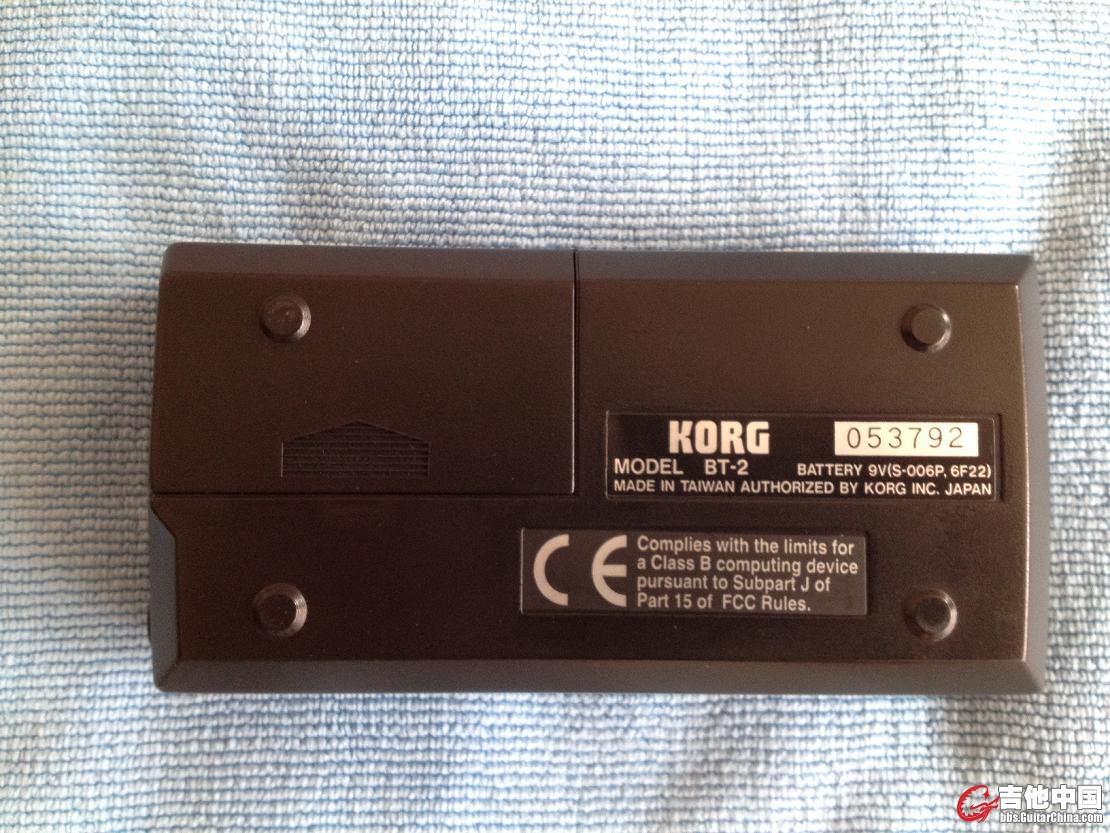 KORG 053792
MODEL BT-2 BATTERY 9V(S-006P, 6F22)
MADE IN TAIWAN AUTHORIZED BY KORG INC. JAPAN
CE
Complies with the limits for
a Class B computing device
pursuant to Subpart J of
Part 15 of FCC Rules.
吉他中国
bbs.GuitarChina.com